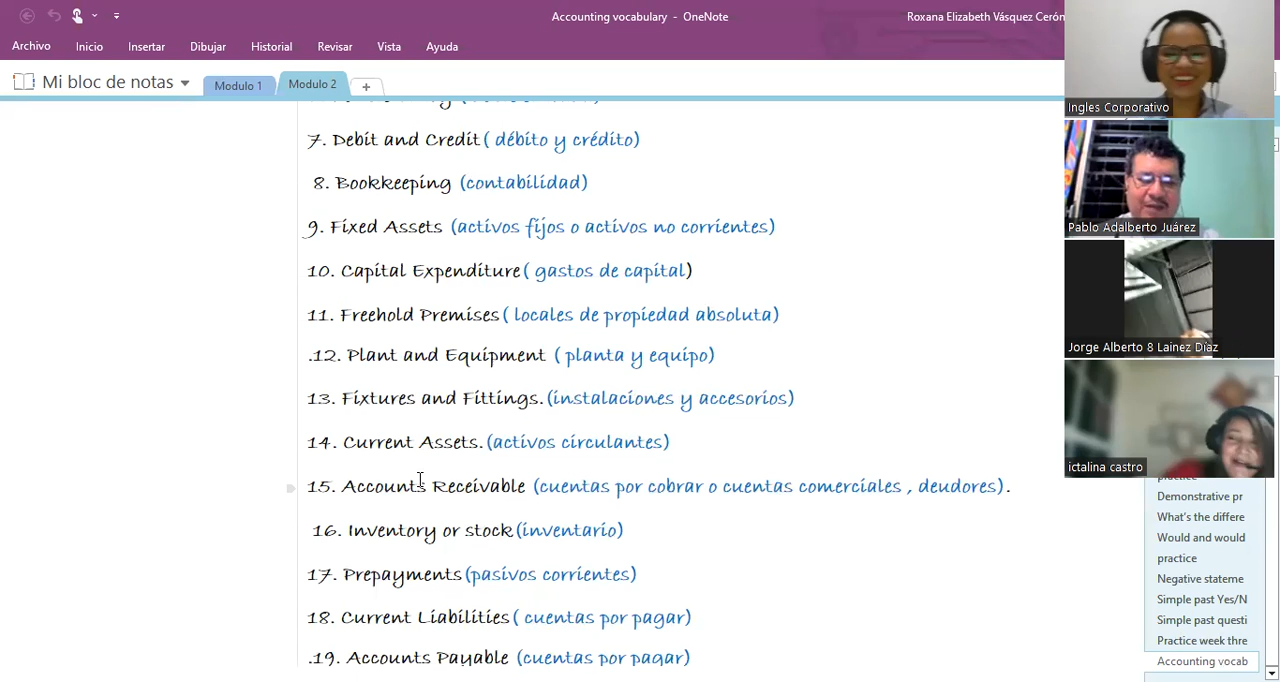 Accounting vocabulary - OneNote
Roxana Elizabeth Vásquez Cerón
Archivo Inicio Insertar Dibujar Historial Revisar Vista Ayuda
Mi bloc de notas Modulo 1 Modulo 2 +
7. Debit and Credit ( débito y crédito)
8. Bookkeeping (contabilidad)
9. Fixed Assets (activos fijos o activos no corrientes)
10. Capital Expenditure ( gastos de capital)
11. Freehold Premises ( locales de propiedad absoluta)
.12. Plant and Equipment ( planta y equipo)
13. Fixtures and Fittings. (instalaciones y accesorios)
14. Current Assets. (activos circulantes)
15. Accounts Receivable (cuentas por cobrar o cuentas comerciales , deudores).
16. Inventory or stock (inventario)
17. Prepayments (pasivos corrientes)
18. Current Liabilities ( cuentas por pagar)
.19. Accounts Payable (cuentas por pagar)
Ingles Corporativo
Pablo Adalberto Juárez
Jorge Alberto 8 Lainez Dìaz
ictalina castro
practice
Demonstrative pr
What's the differe
Would and would
practice
Negative stateme
Simple past Yes/N
Simple past questi
Practice week thre
Accounting vocab